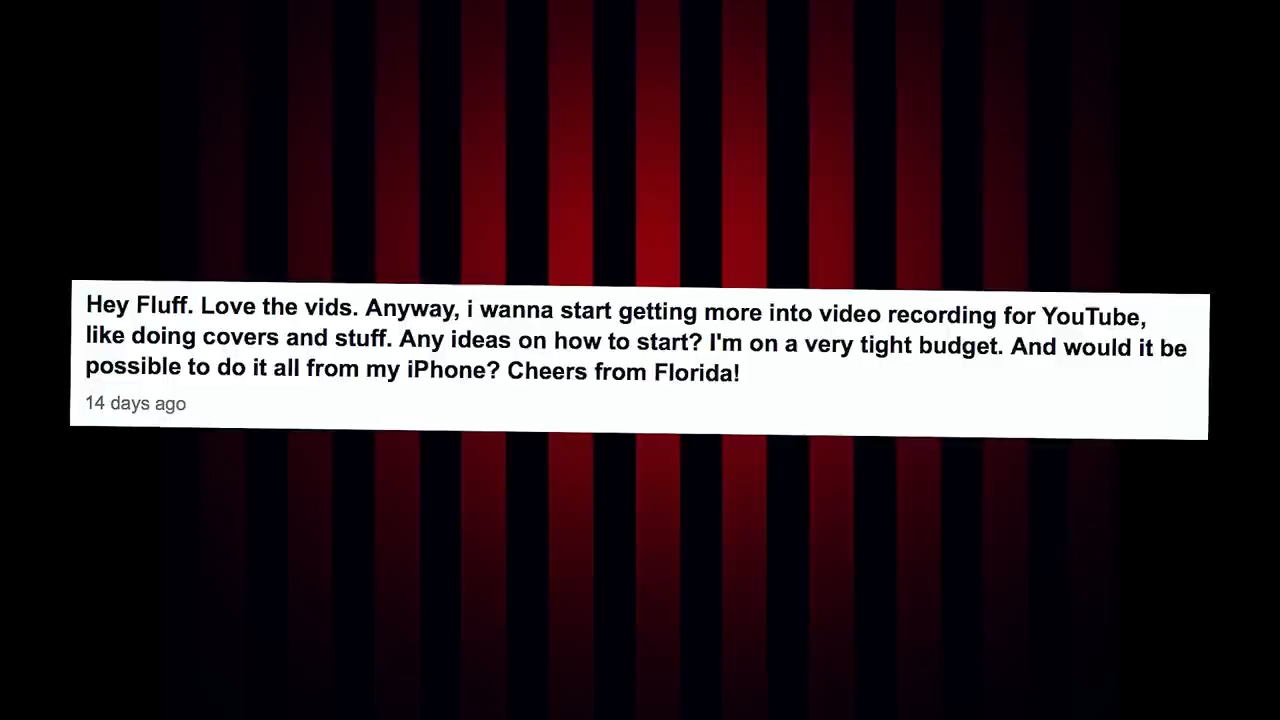 Hey Fluff. Love the vids. Anyway, i wanna start getting more into video recording for YouTube,
like doing covers and stuff. Any ideas on how to start? I'm on a very tight budget. And would it be
possible to do it all from my iPhone? Cheers from Florida!
14 days ago